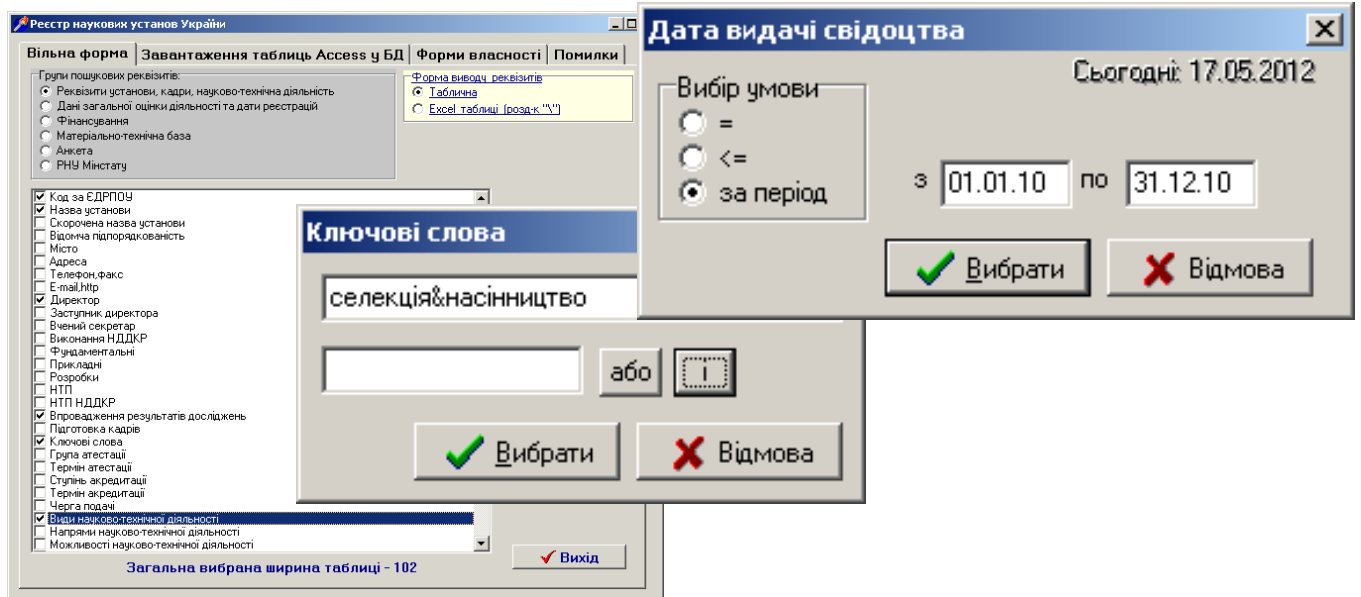 Реєстр наукових установ України
Вільна форма
Завантаження таблиць Access у БД
Форми власності
Помилки
Групи пошукових реквізитів:
Реквізити установи, кадри, науково-технічна діяльність
Дані загальної оцінки діяльності та дати реєстрацій
Фінансування
Матеріально-технічна база
Анкета
РНУ Мінстату
Форма виводу реквізитів
Таблична
Excel таблиці (розд-к "\")
Код за ЄДРПОУ
Назва установи
Скорочена назва установи
Відомча підпорядкованість
Місто
Адреса
Телефон,факс
E-mail,http
Директор
Заступник директора
Вчений секретар
Виконання НДДКР
Фундаментальні
Прикладні
Розробки
НТП
НТП НДДКР
Впровадження результатів досліджень
Підготовка кадрів
Ключові слова
Група атестації
Термін атестації
Ступінь акредитації
Термін акредитації
Черга подачі
Види науково-технічної діяльності
Напрями науково-технічної діяльності
Можливості науково-технічної діяльності
Загальна вибрана ширина таблиці - 102
Вихід
Ключові слова
селекція&насінництво
або
і
Вибрати
Відмова
Дата видачі свідоцтва
Сьогодні: 17.05.2012
Вибір умови
=
<=
за період
з 01.01.10 по 31.12.10
Вибрати
Відмова